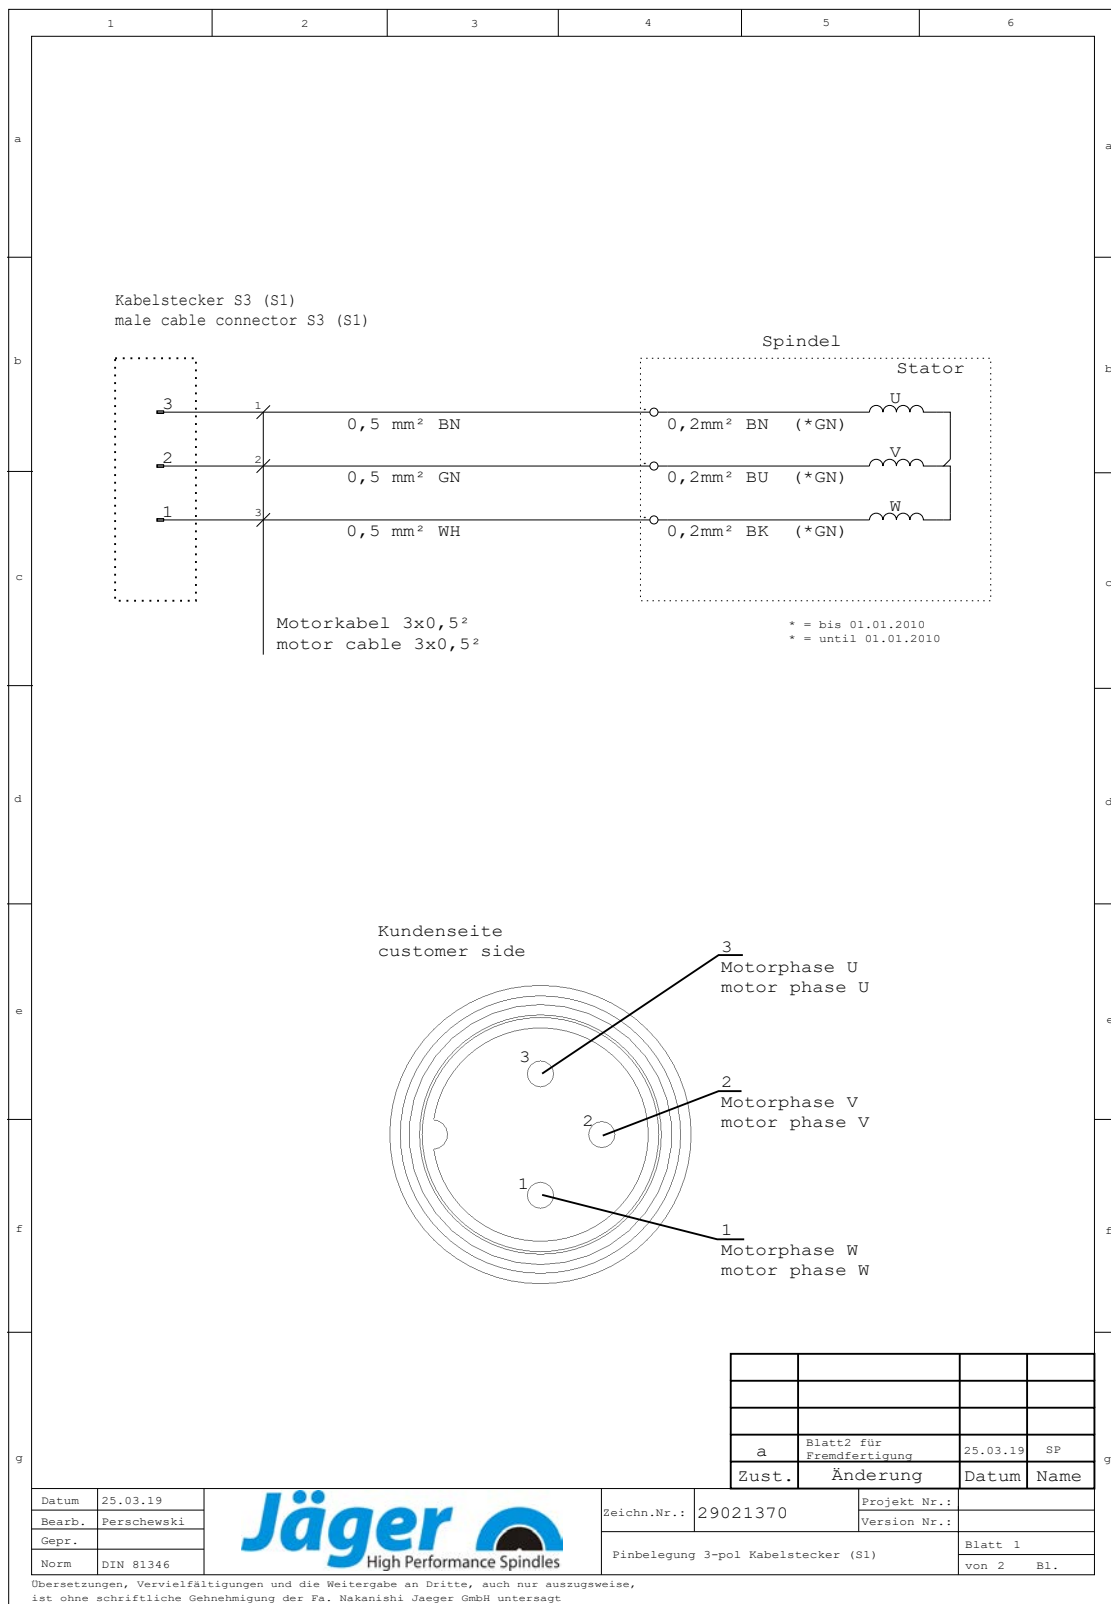 1 2 3 4 5 6
a a
Kabelstecker S3 (S1)
male cable connector S3 (S1)
Spindel
b b
Stator
3 1 U
0,5 mm² BN 0,2mm² BN (*GN)
2 2 V
0,5 mm² GN 0,2mm² BU (*GN)
1 3 W
0,5 mm² WH 0,2mm² BK (*GN)
c c
Motorkabel 3x0,5²
motor cable 3x0,5²
* = bis 01.01.2010
* = until 01.01.2010
d d
Kundenseite
customer side
3
Motorphase U
motor phase U
e e
3
2
Motorphase V
motor phase V
2
1
1
Motorphase W
motor phase W
f f
a Blatt2 für Fremdfertigung 25.03.19 SP
g g
Zust. Änderung Datum Name
Datum 25.03.19
Bearb. Perschewski
Gepr.
Norm DIN 81346
Jäger
High Performance Spindles
Zeichn.Nr.: 29021370
Projekt Nr.:
Version Nr.:
Pinbelegung 3-pol Kabelstecker (S1)
Blatt 1
von 2 Bl.
Übersetzungen, Vervielfältigungen und die Weitergabe an Dritte, auch nur auszugsweise,
ist ohne schriftliche Gehnehmigung der Fa. Nakanishi Jaeger GmbH untersagt